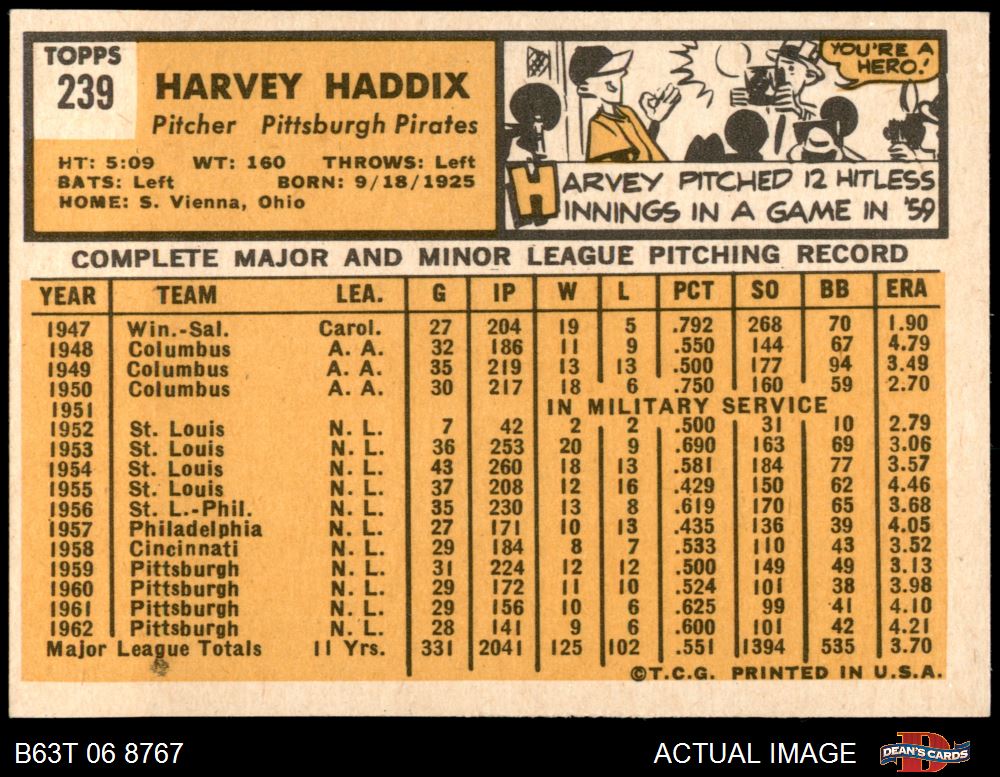 TOPPS
239
HARVEY HADDIX
Pitcher Pittsburgh Pirates
HT: 5:09 WT: 160 THROWS: Left
BATS: Left BORN: 9/18/1925
HOME: S. Vienna, Ohio
YOU'RE A
HERO!
HARVEY PITCHED 12 HITLESS
INNINGS IN A GAME IN '59
COMPLETE MAJOR AND MINOR LEAGUE PITCHING RECORD
YEAR TEAM LEA. G IP W L PCT SO BB ERA
1947 Win.-Sal. Carol. 27 204 19 5 .792 268 70 1.90
1948 Columbus A. A. 32 186 11 9 .550 144 67 4.79
1949 Columbus A. A. 35 219 13 13 .500 177 94 3.49
1950 Columbus A. A. 30 217 18 6 .750 160 59 2.70
1951 IN MILITARY SERVICE
1952 St. Louis N. L. 7 42 2 2 .500 31 10 2.79
1953 St. Louis N. L. 36 253 20 9 .690 163 69 3.06
1954 St. Louis N. L. 43 260 18 13 .581 184 77 3.57
1955 St. Louis N. L. 37 208 12 16 .429 150 62 4.46
1956 St. L.-Phil. N. L. 35 230 13 8 .619 170 65 3.68
1957 Philadelphia N. L. 27 171 10 13 .435 136 39 4.05
1958 Cincinnati N. L. 29 184 8 7 .533 110 43 3.52
1959 Pittsburgh N. L. 31 224 12 12 .500 149 49 3.13
1960 Pittsburgh N. L. 29 172 11 10 .524 101 38 3.98
1961 Pittsburgh N. L. 29 156 10 6 .625 99 41 4.10
1962 Pittsburgh N. L. 28 141 9 6 .600 101 42 4.21
Major League Totals 11 Yrs. 331 2041 125 102 .551 1394 535 3.70
©T.C.G. PRINTED IN U.S.A.
B63T 06 8767 ACTUAL IMAGE DEAN'S CARDS